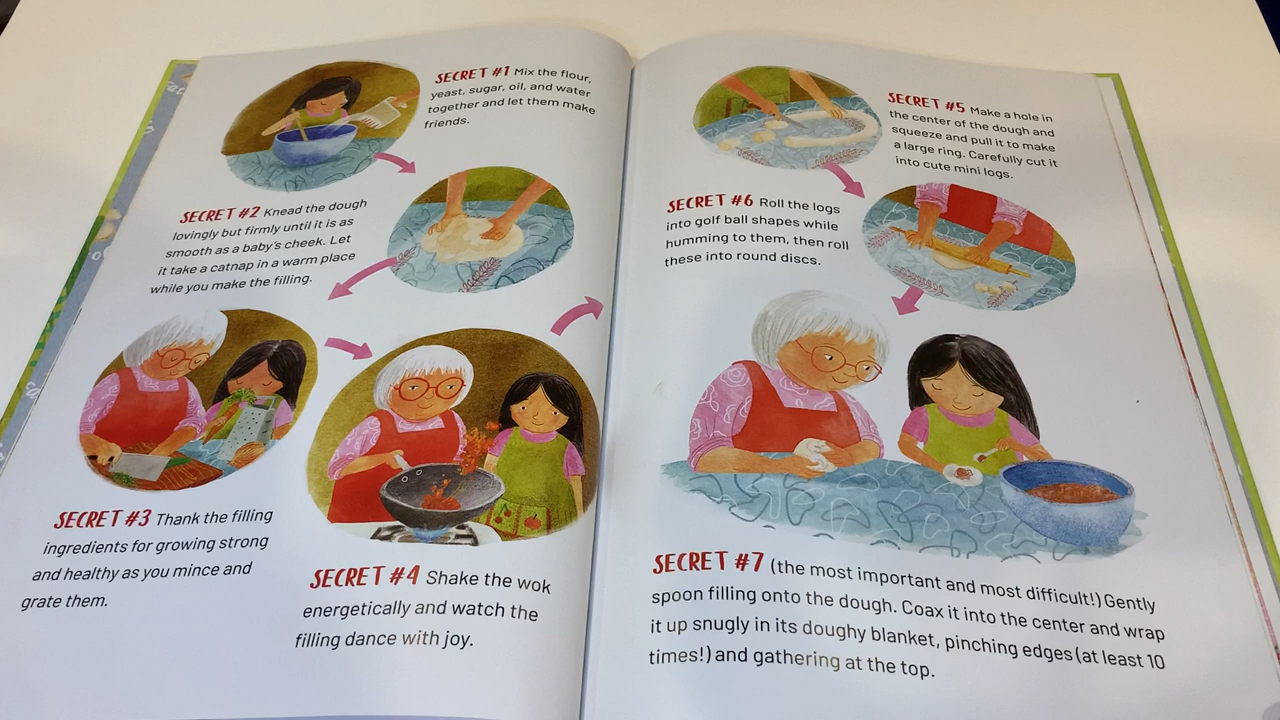 SECRET #1 Mix the flour,
yeast, sugar, oil, and water
together and let them make
friends.
SECRET #2 Knead the dough
lovingly but firmly until it is as
smooth as a baby's cheek. Let
it take a catnap in a warm place
while you make the filling.
SECRET #3 Thank the filling
ingredients for growing strong
and healthy as you mince and
grate them.
SECRET #4 Shake the wok
energetically and watch the
filling dance with joy.
SECRET #5 Make a hole in
the center of the dough and
squeeze and pull it to make
a large ring. Carefully cut it
into cute mini logs.
SECRET #6 Roll the logs
into golf ball shapes while
humming to them, then roll
these into round discs.
SECRET #7 (the most important and most difficult!) Gently
spoon filling onto the dough. Coax it into the center and wrap
it up snugly in its doughy blanket, pinching edges (at least 10
times!) and gathering at the top.